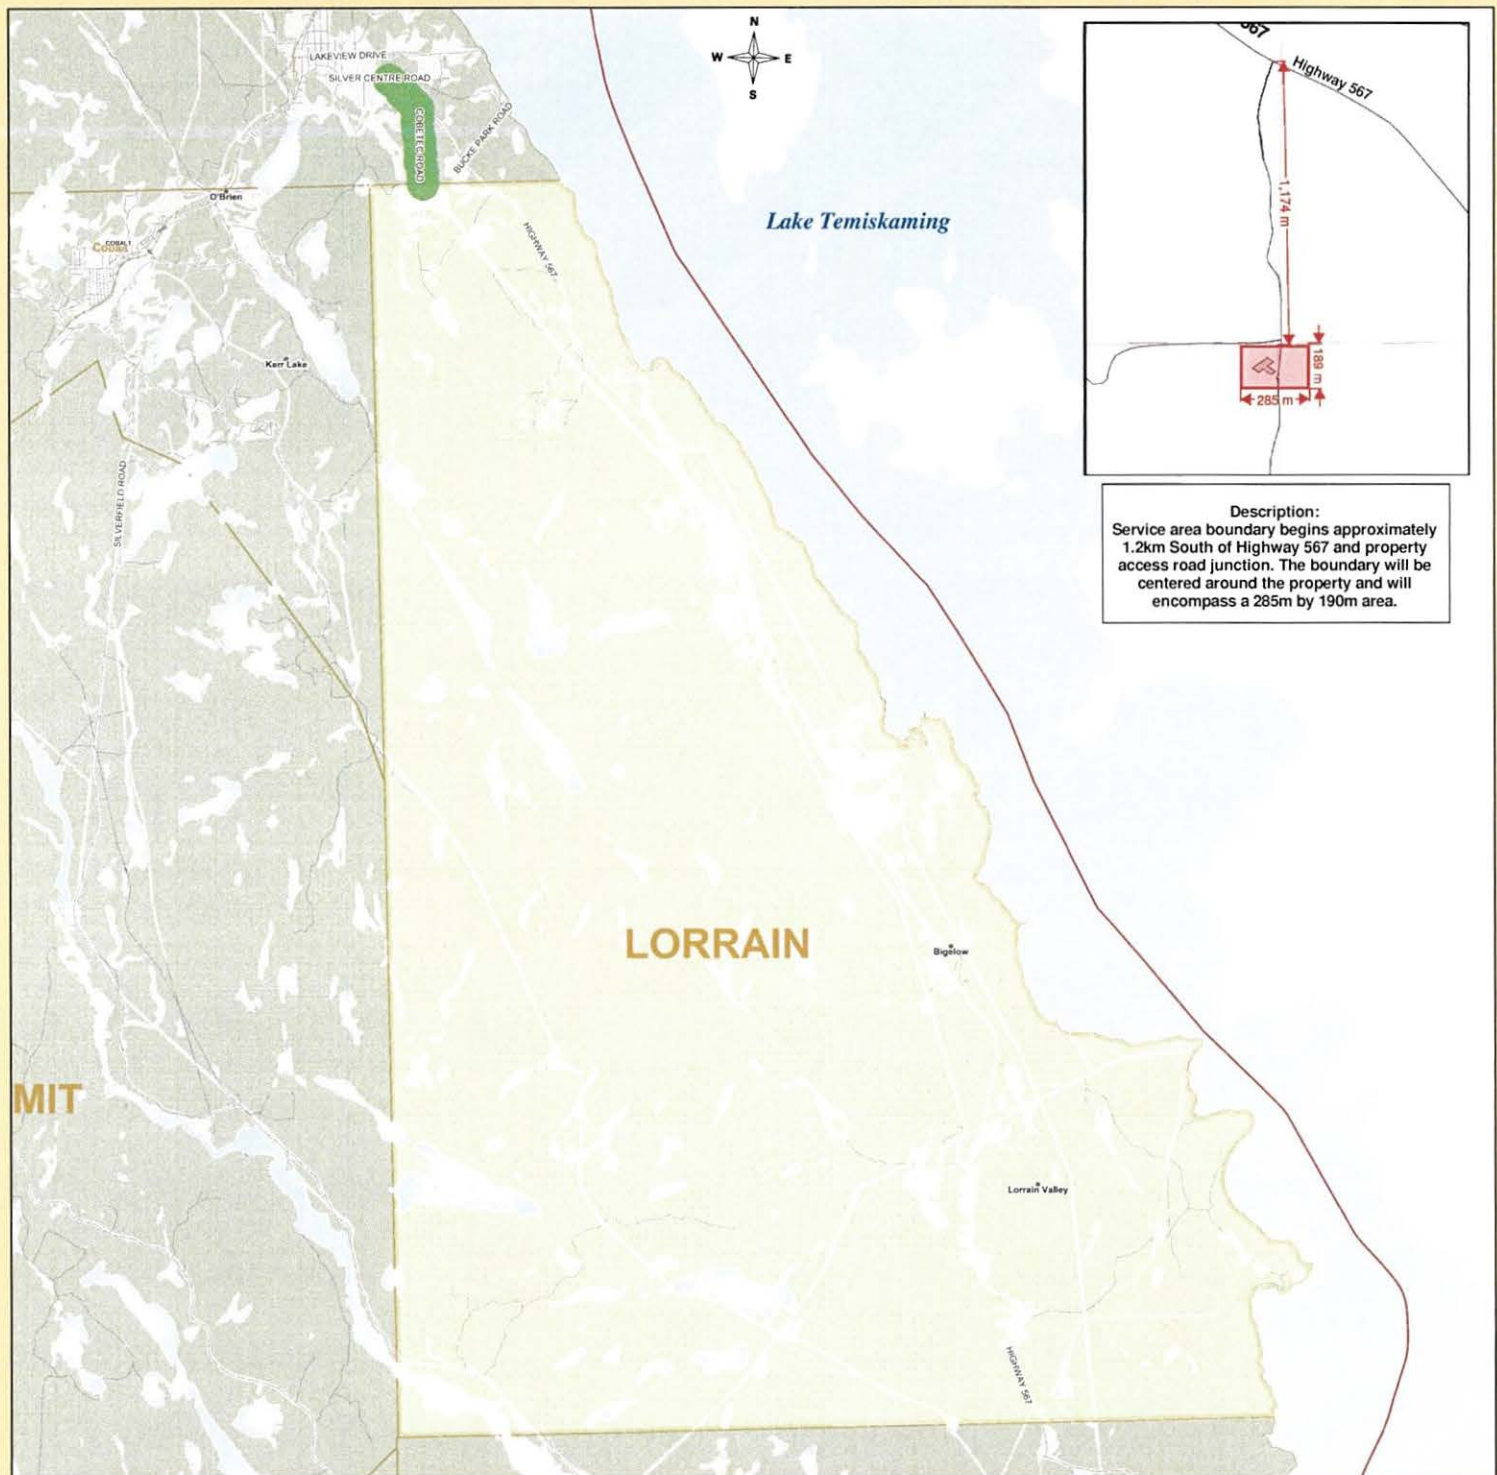 N
W E
S
LAKEVIEW DRIVE
SILVER CENTRE ROAD
COBETEC ROAD
BUCKE PARK ROAD
O'Brien
COBALT
Cobalt
HIGHWAY 567
Kerr Lake
SILVERFIELD ROAD
Lake Temiskaming
567
Highway 567
1,174 m
189 m
285 m
Description:
Service area boundary begins approximately
1.2km South of Highway 567 and property
access road junction. The boundary will be
centered around the property and will
encompass a 285m by 190m area.
LORRAIN
Bigelow
MIT
Lorrain Valley
HIGHWAY 567